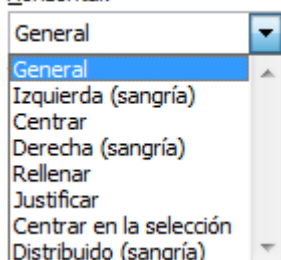 General
General
Izquierda (sangría)
Centrar
Derecha (sangría)
Rellenar
Justificar
Centrar en la selección
Distribuido (sangría)